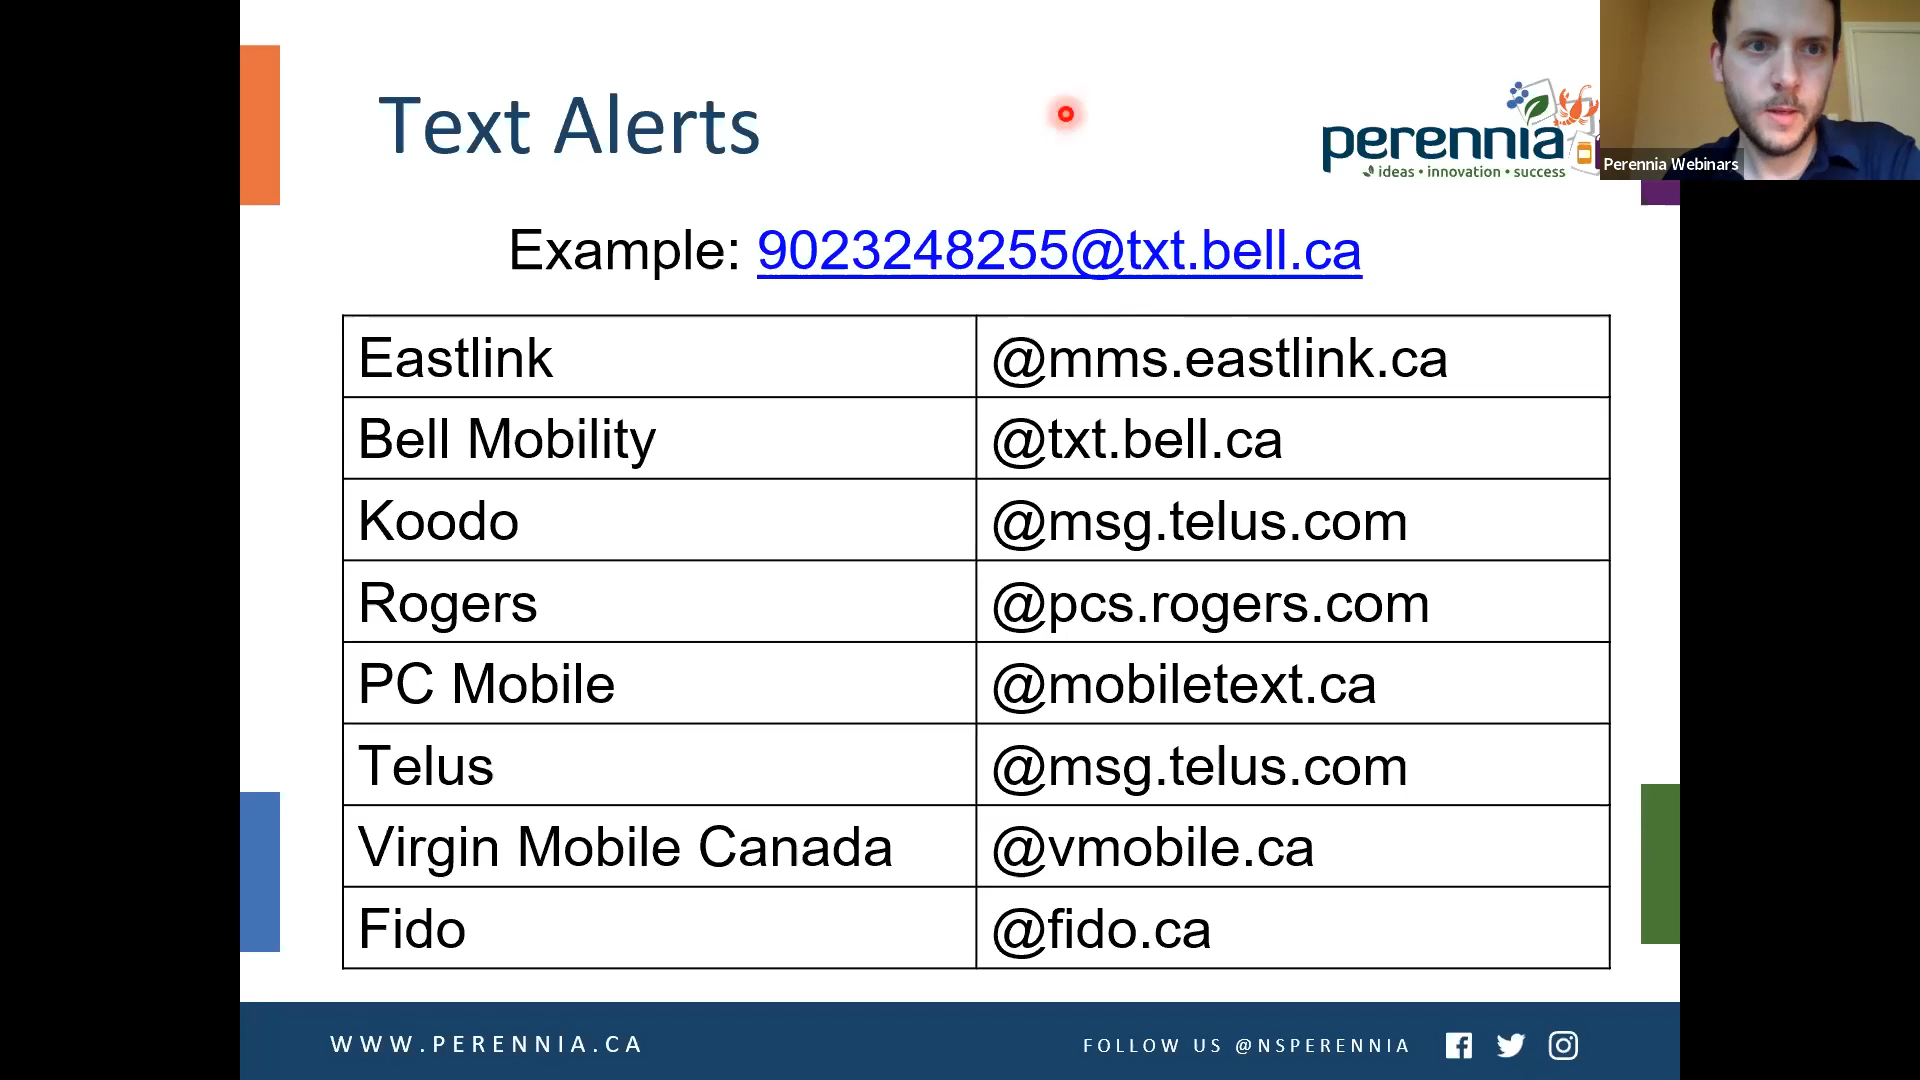 Text Alerts
perennia
ideas • innovation • success
Perennia Webinars
Example: 9023248255@txt.bell.ca
Eastlink @mms.eastlink.ca
Bell Mobility @txt.bell.ca
Koodo @msg.telus.com
Rogers @pcs.rogers.com
PC Mobile @mobiletext.ca
Telus @msg.telus.com
Virgin Mobile Canada @vmobile.ca
Fido @fido.ca
WWW.PERENNIA.CA
FOLLOW US @NSPERENNIA